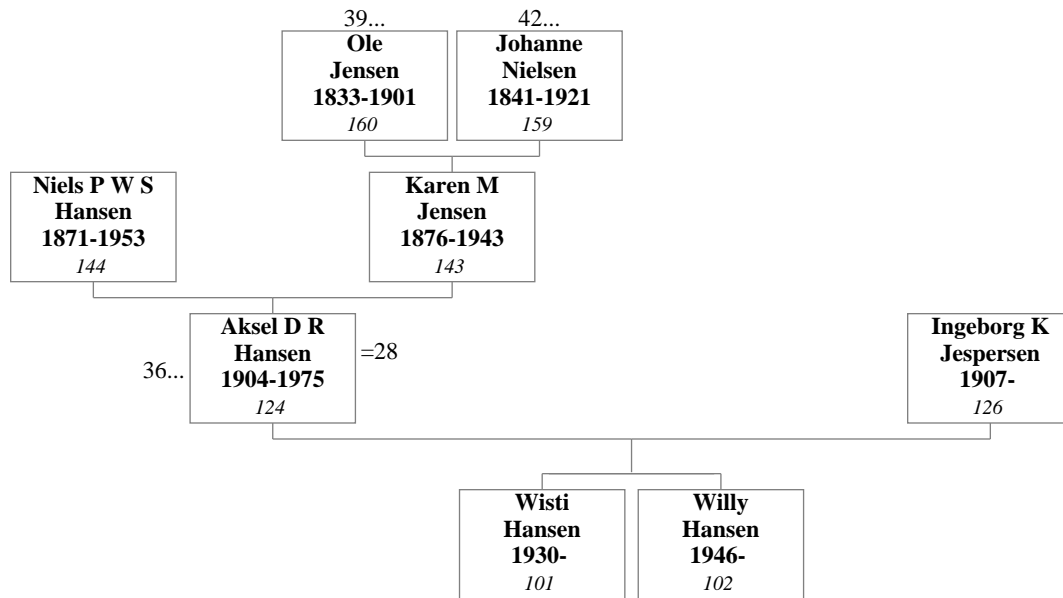 39...
42...
Ole
Jensen
1833-1901
160
Johanne
Nielsen
1841-1921
159
Niels P W S
Hansen
1871-1953
144
Karen M
Jensen
1876-1943
143
36...
Aksel D R
Hansen
1904-1975
124
=28
Ingeborg K
Jespersen
1907-
126
Wisti
Hansen
1930-
101
Willy
Hansen
1946-
102